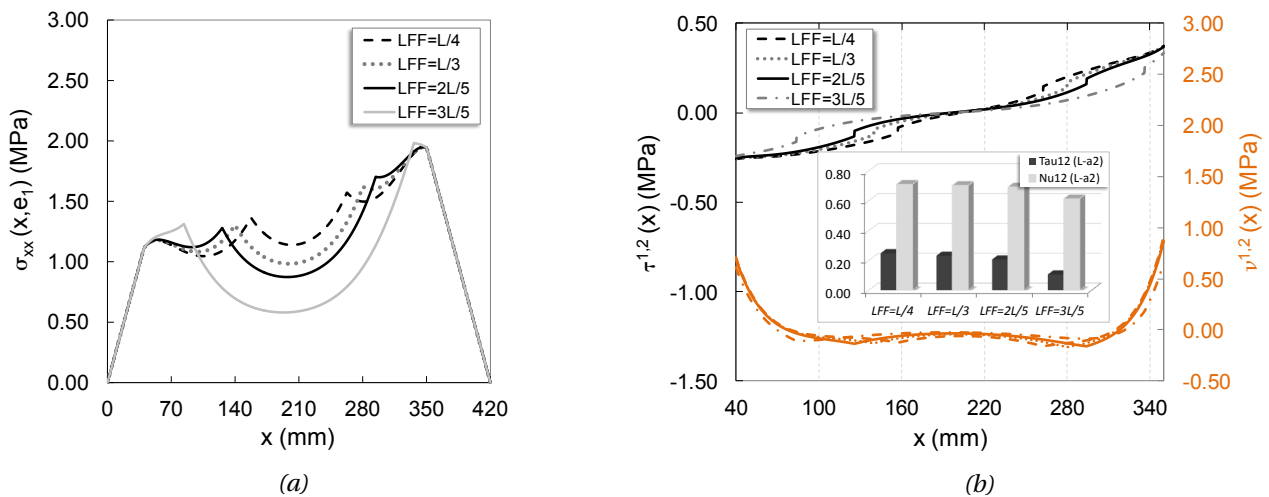 3.00
2.50
2.00
1.50
1.00
0.50
0.00
σxx (x,e1) (MPa)
LFF=L/4
LFF=L/3
LFF=2L/5
LFF=3L/5
0 70 140 210 280 350 420
x (mm)
(a)
0.50
0.00
-0.50
-1.00
-1.50
τ1,2 (x) (MPa)
LFF=L/4
LFF=L/3
LFF=2L/5
LFF=3L/5
Tau12 (L-a2)
Nu12 (L-a2)
0.80
0.60
0.40
0.20
0.00
LFF=L/4 LFF=L/3 LFF=2L/5 LFF=3L/5
3.00
2.50
2.00
1.50
1.00
0.50
0.00
-0.50
ν1,2 (x) (MPa)
40 100 160 220 280 340
x (mm)
(b)